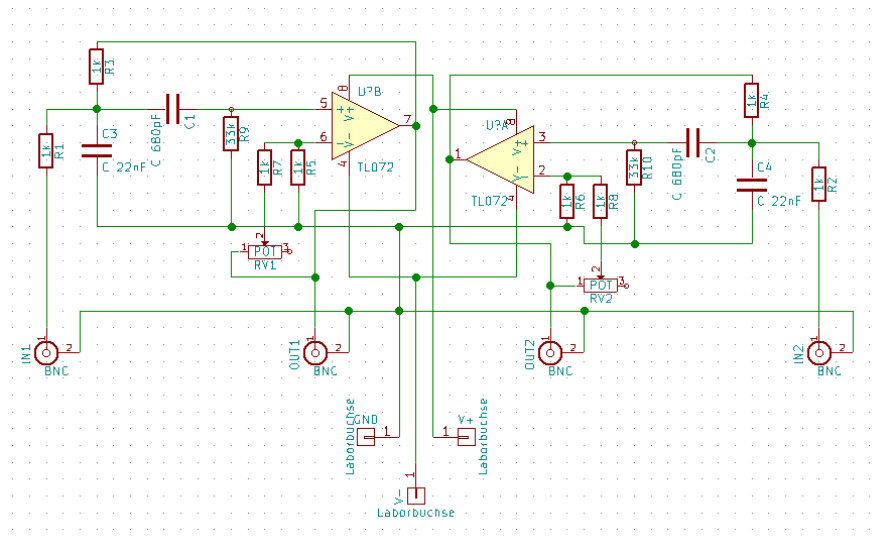 1k
R3
C 680pF
C1
C3
C 22nF
1k
R1
33k
R9
1k
R7
1k
R5
8
U?B
5
+
V+
7
6
-
V-
4
TL072
1
POT
2
3
RV1
8
U?A
3
+
V+
1
2
-
V-
4
TL072
1k
R6
1k
R8
33k
R10
C 680pF
C2
1k
R4
C4
C 22nF
1k
R2
1
POT
2
3
RV2
IN1
1
2
BNC
OUT1
1
2
BNC
OUT2
1
2
BNC
IN2
1
2
BNC
GND
1
Laborbuchse
V+
1
Laborbuchse
V-
1
Laborbuchse